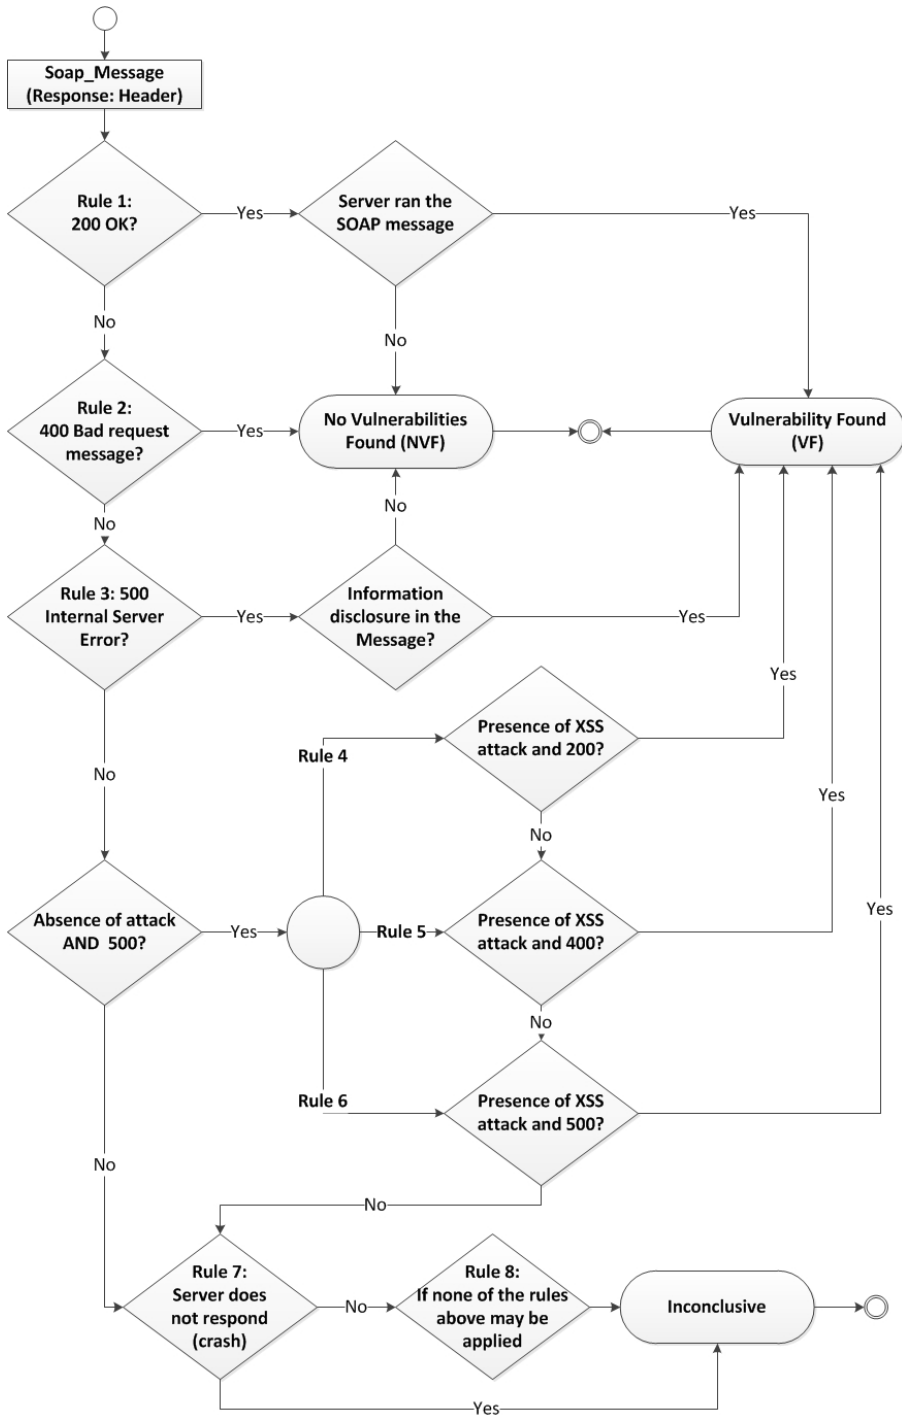 Soap_Message
(Response: Header)
Rule 1:
200 OK?
Yes
Server ran the
SOAP message
Yes
No
No
Rule 2:
400 Bad request
message?
Yes
No Vulnerabilities
Found (NVF)
Vulnerability Found
(VF)
No
No
Rule 3: 500
Internal Server
Error?
Yes
Information
disclosure in the
Message?
Yes
Yes
Presence of XSS
attack and 200?
Rule 4
No
Yes
No
Absence of attack
AND 500?
Yes
Rule 5
Presence of XSS
attack and 400?
Yes
No
Rule 6
Presence of XSS
attack and 500?
No
No
Rule 7:
Server does
not respond
(crash)
No
Rule 8:
If none of the rules
above may be
applied
Inconclusive
Yes